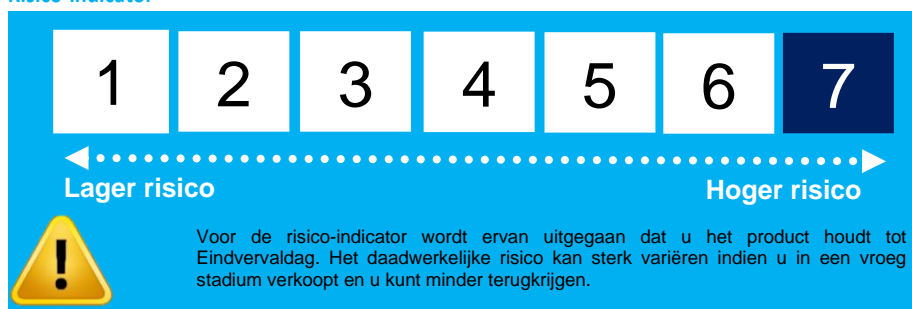 Risico-indicator
1 2 3 4 5 6 7
Lager risico Hoger risico
Voor de risico-indicator wordt ervan uitgegaan dat u het product houdt tot
Eindvervaldag. Het daadwerkelijke risico kan sterk variëren indien u in een vroeg
stadium verkoopt en u kunt minder terugkrijgen.